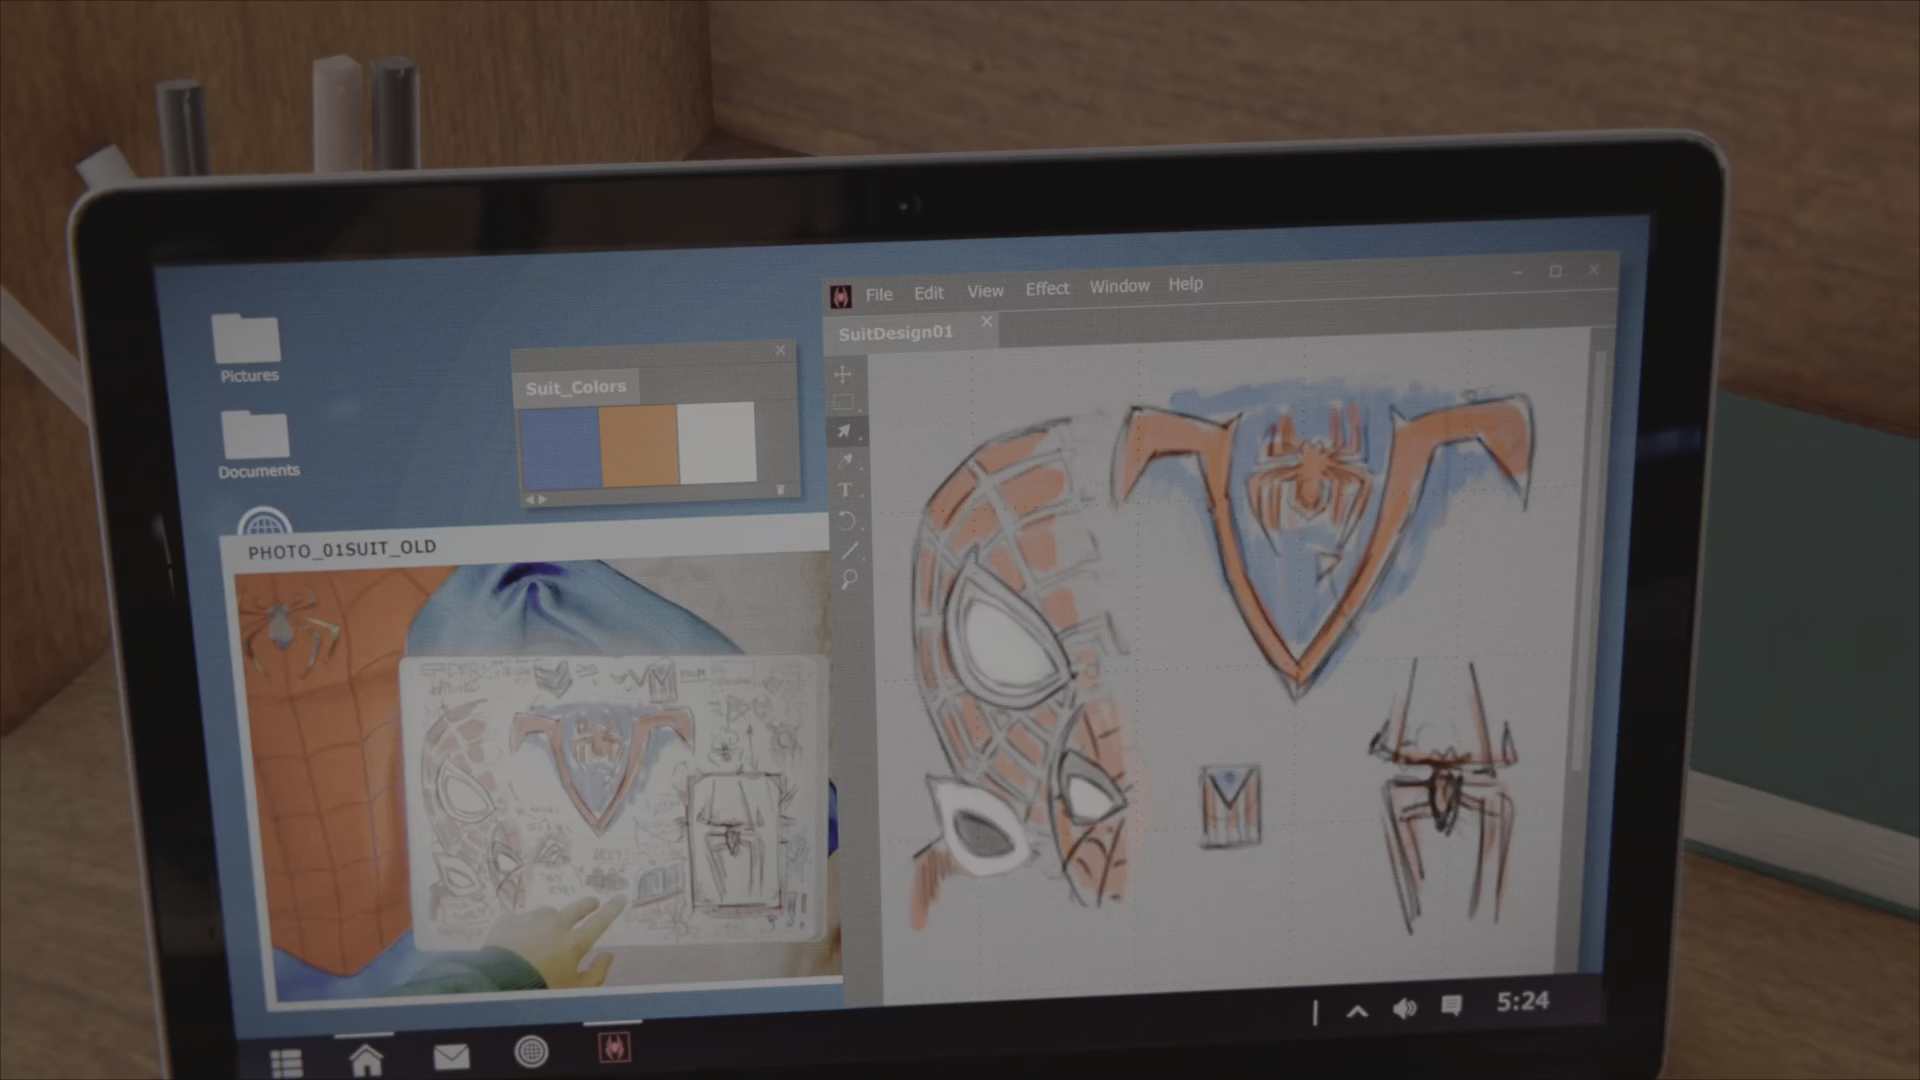 File Edit View Effect Window Help
SuitDesign01
Pictures
Suit_Colors
Documents
T
PHOTO_01SUIT_OLD
5:24